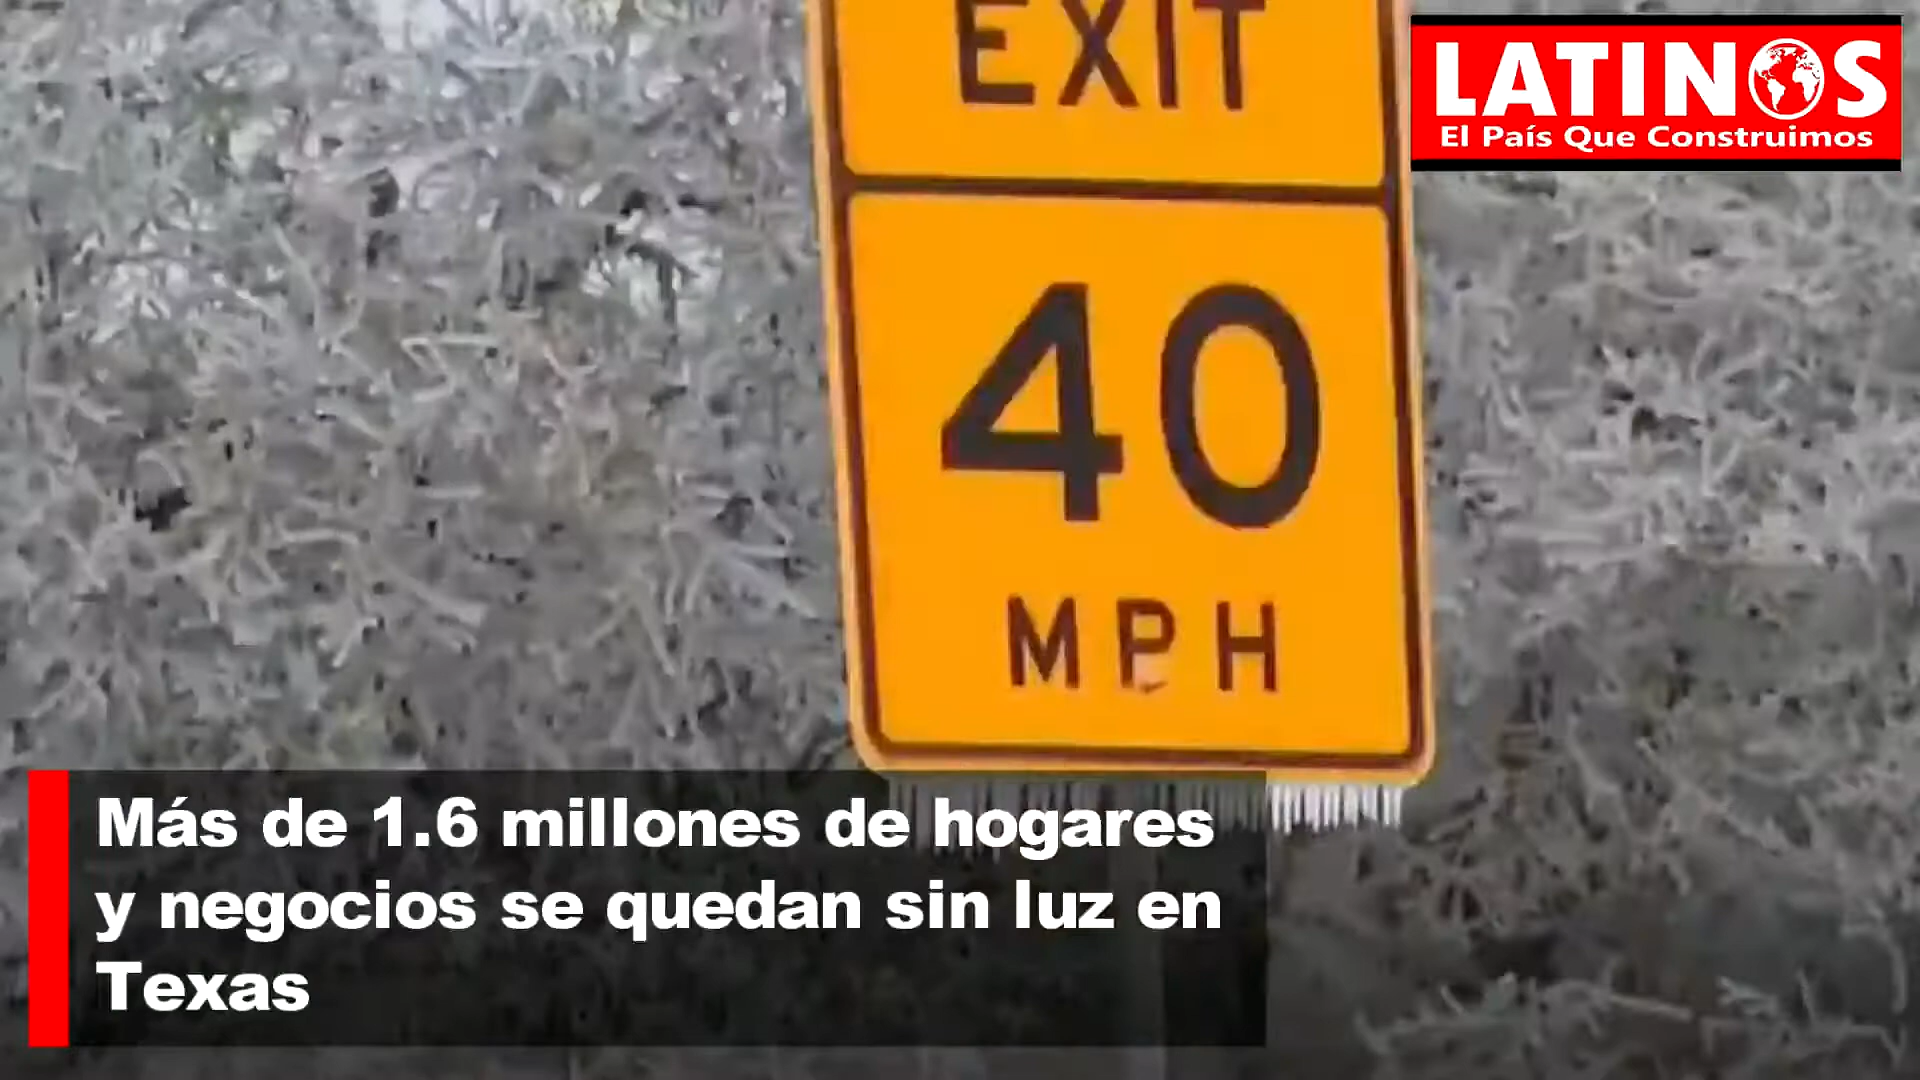 EXIT
40
MPH
LATINOS
El País Que Construimos
Más de 1.6 millones de hogares
y negocios se quedan sin luz en
Texas